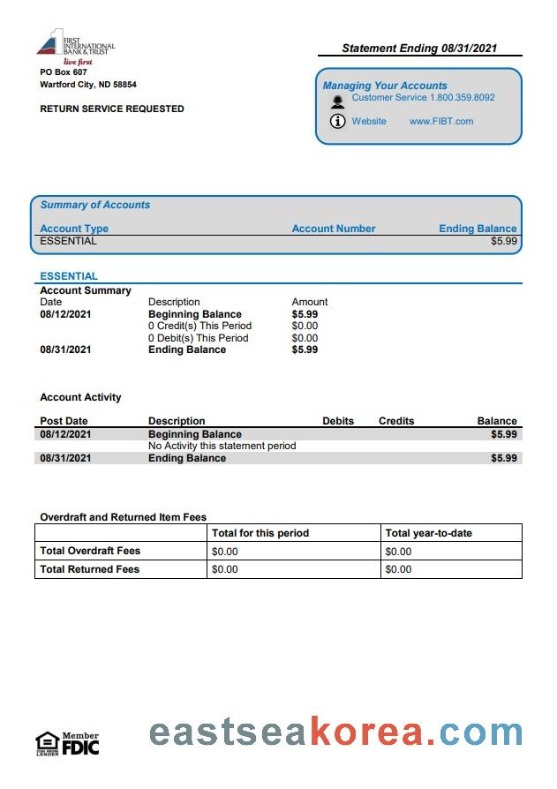 FIRST
INTERNATIONAL
BANK & TRUST
live first
PO Box 607
Wartford City, ND 58854
RETURN SERVICE REQUESTED
Statement Ending 08/31/2021
Managing Your Accounts
Customer Service 1.800.359.8092
Website www.FIBT.com
Summary of Accounts
Account Type Account Number Ending Balance
ESSENTIAL $5.99
ESSENTIAL
Account Summary
Date Description Amount
08/12/2021 Beginning Balance $5.99
0 Credit(s) This Period $0.00
0 Debit(s) This Period $0.00
08/31/2021 Ending Balance $5.99
Account Activity
Post Date Description Debits Credits Balance
08/12/2021 Beginning Balance $5.99
No Activity this statement period
08/31/2021 Ending Balance $5.99
Overdraft and Returned Item Fees
Total for this period Total year-to-date
Total Overdraft Fees $0.00 $0.00
Total Returned Fees $0.00 $0.00
EQUAL HOUSING
LENDER
Member
FDIC
eastseakorea.com